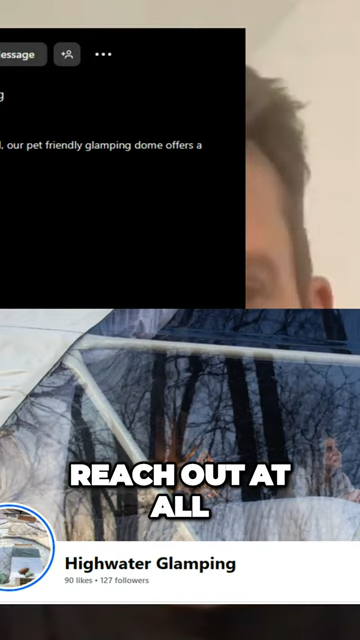 essage
g
, our pet friendly glamping dome offers a
REACH OUT AT
ALL
Highwater Glamping
90 likes • 127 followers